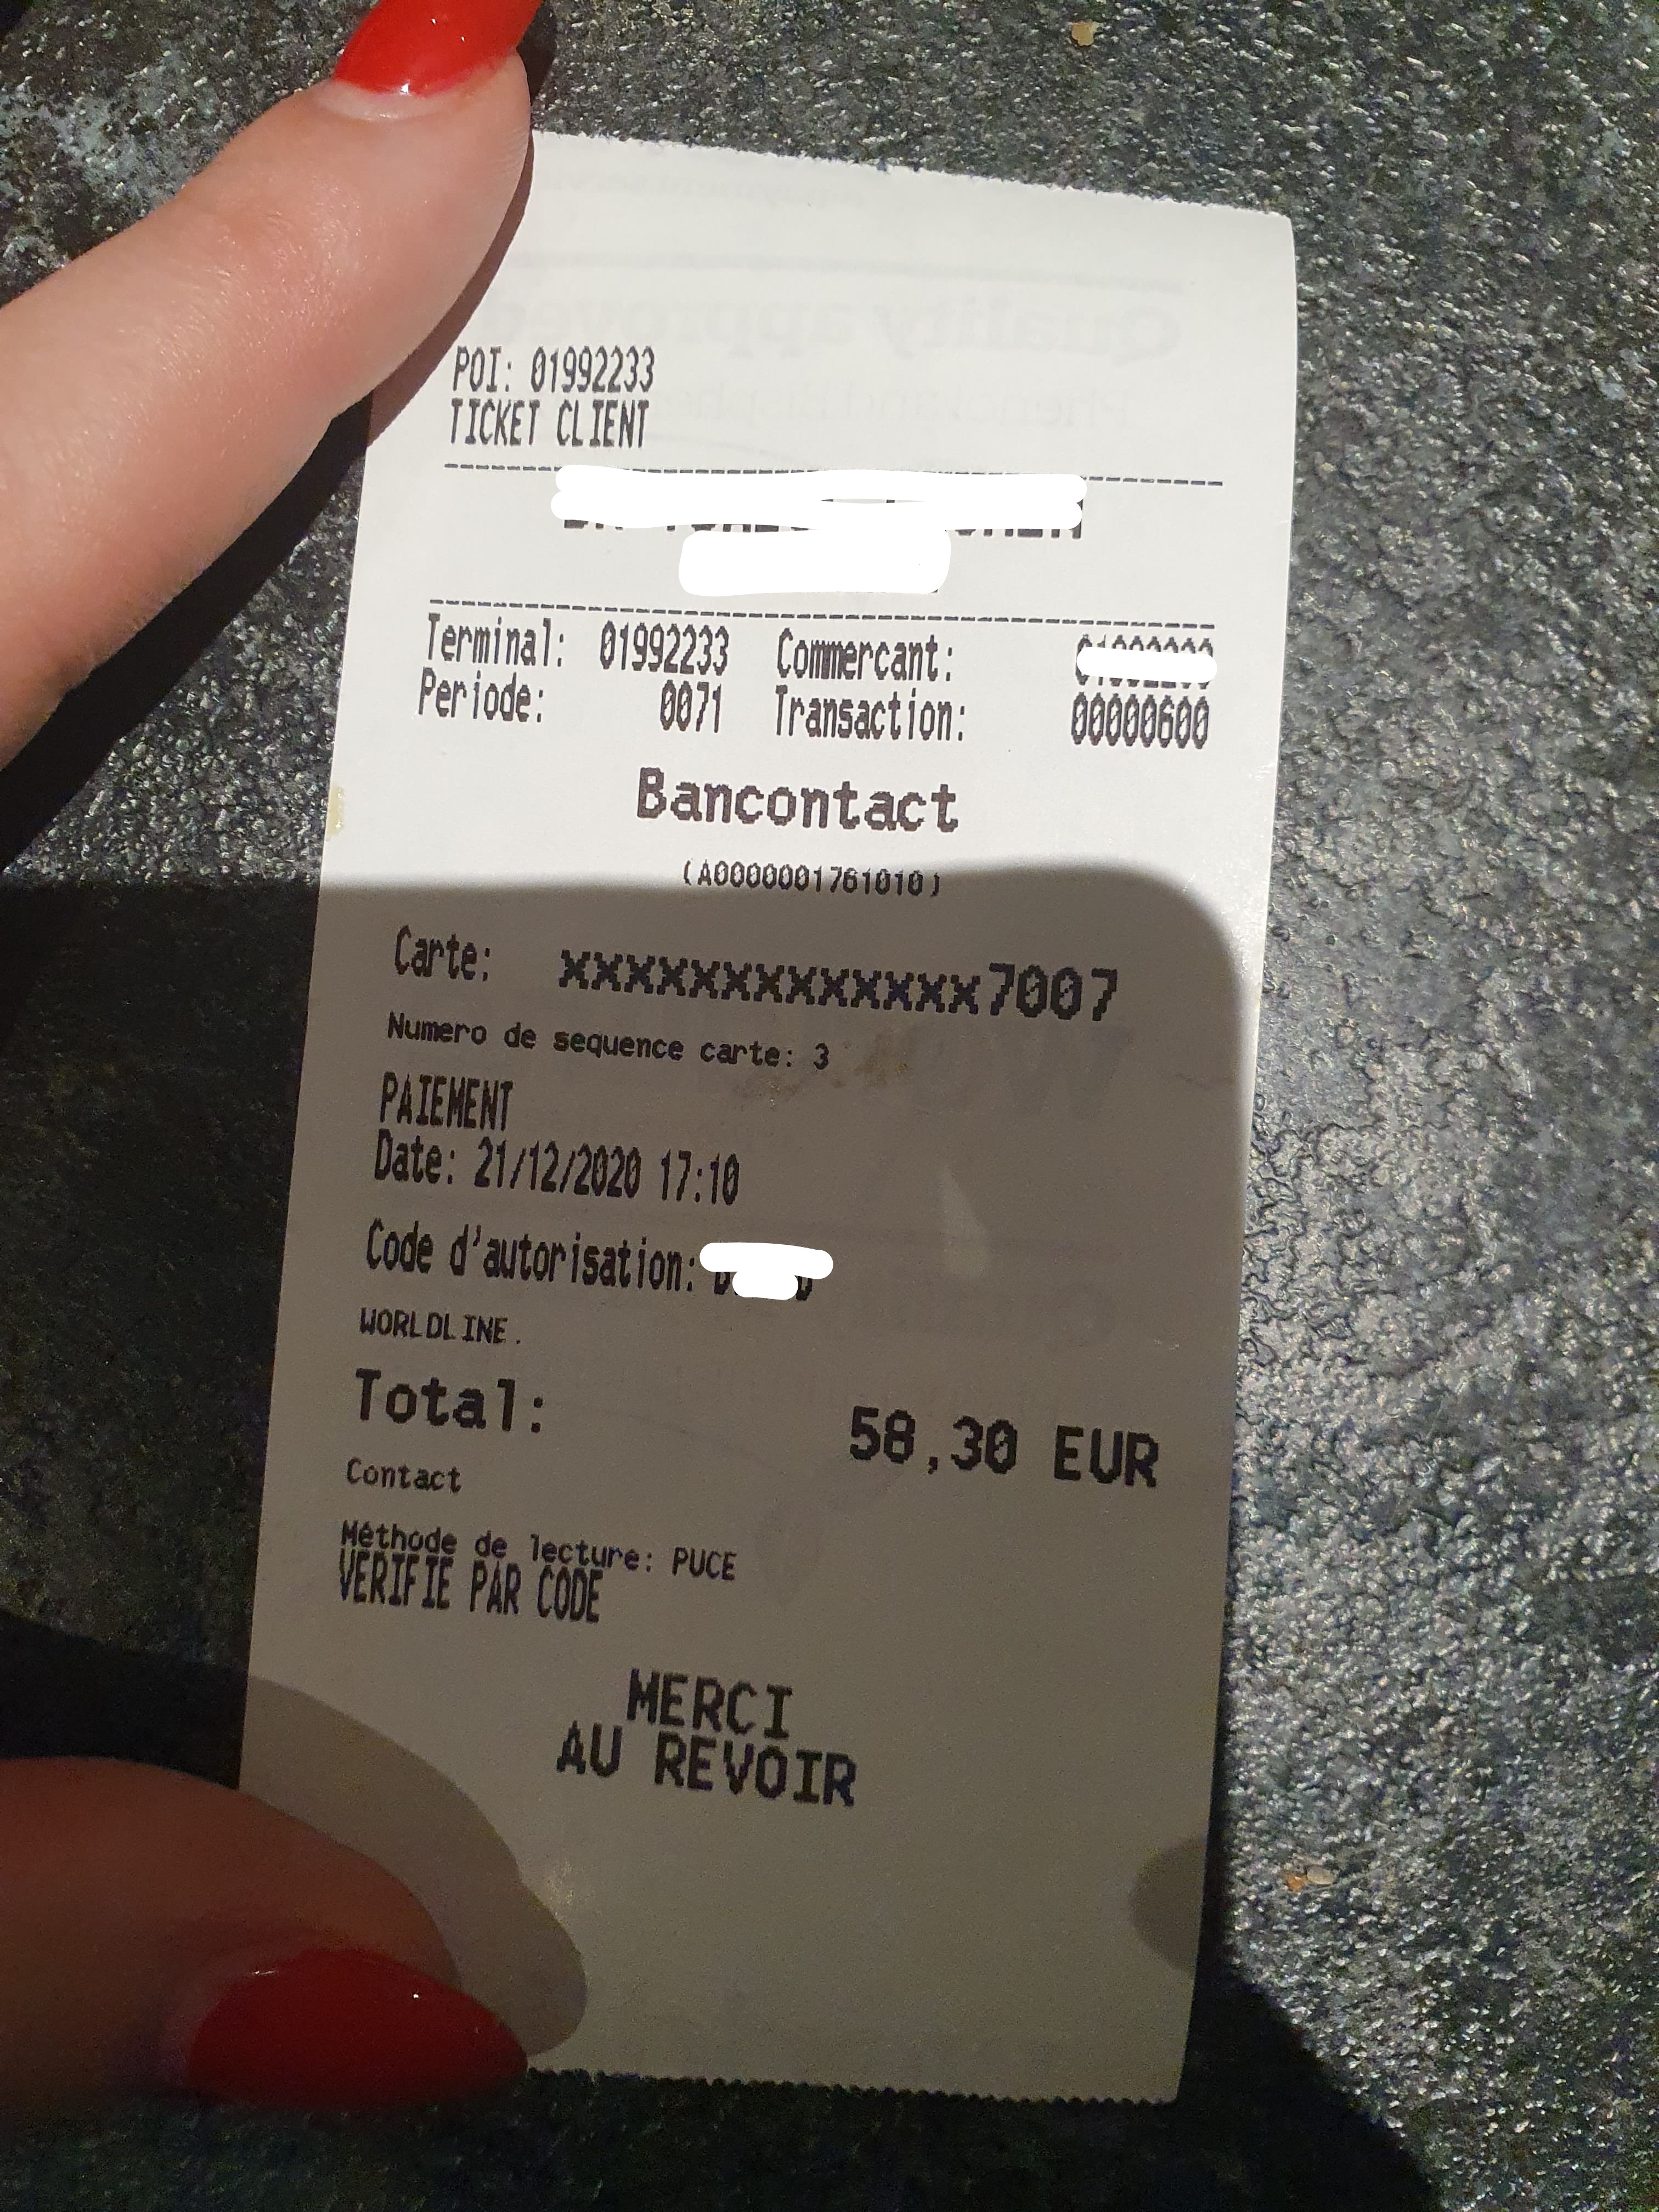 POI: 01992233
TICKET CLIENT
Terminal: 01992233 Commercant:
Periode: 0071 Transaction: 00000600
Bancontact
(A0000001761010)
Carte: xxxxxxxxxxxxx7007
Numero de sequence carte: 3
PAIEMENT
Date: 21/12/2020 17:10
Code d'autorisation:
WORLDLINE.
Total: 58,30 EUR
Contact
Méthode de lecture: PUCE
VERIFIE PAR CODE
MERCI
AU REVOIR